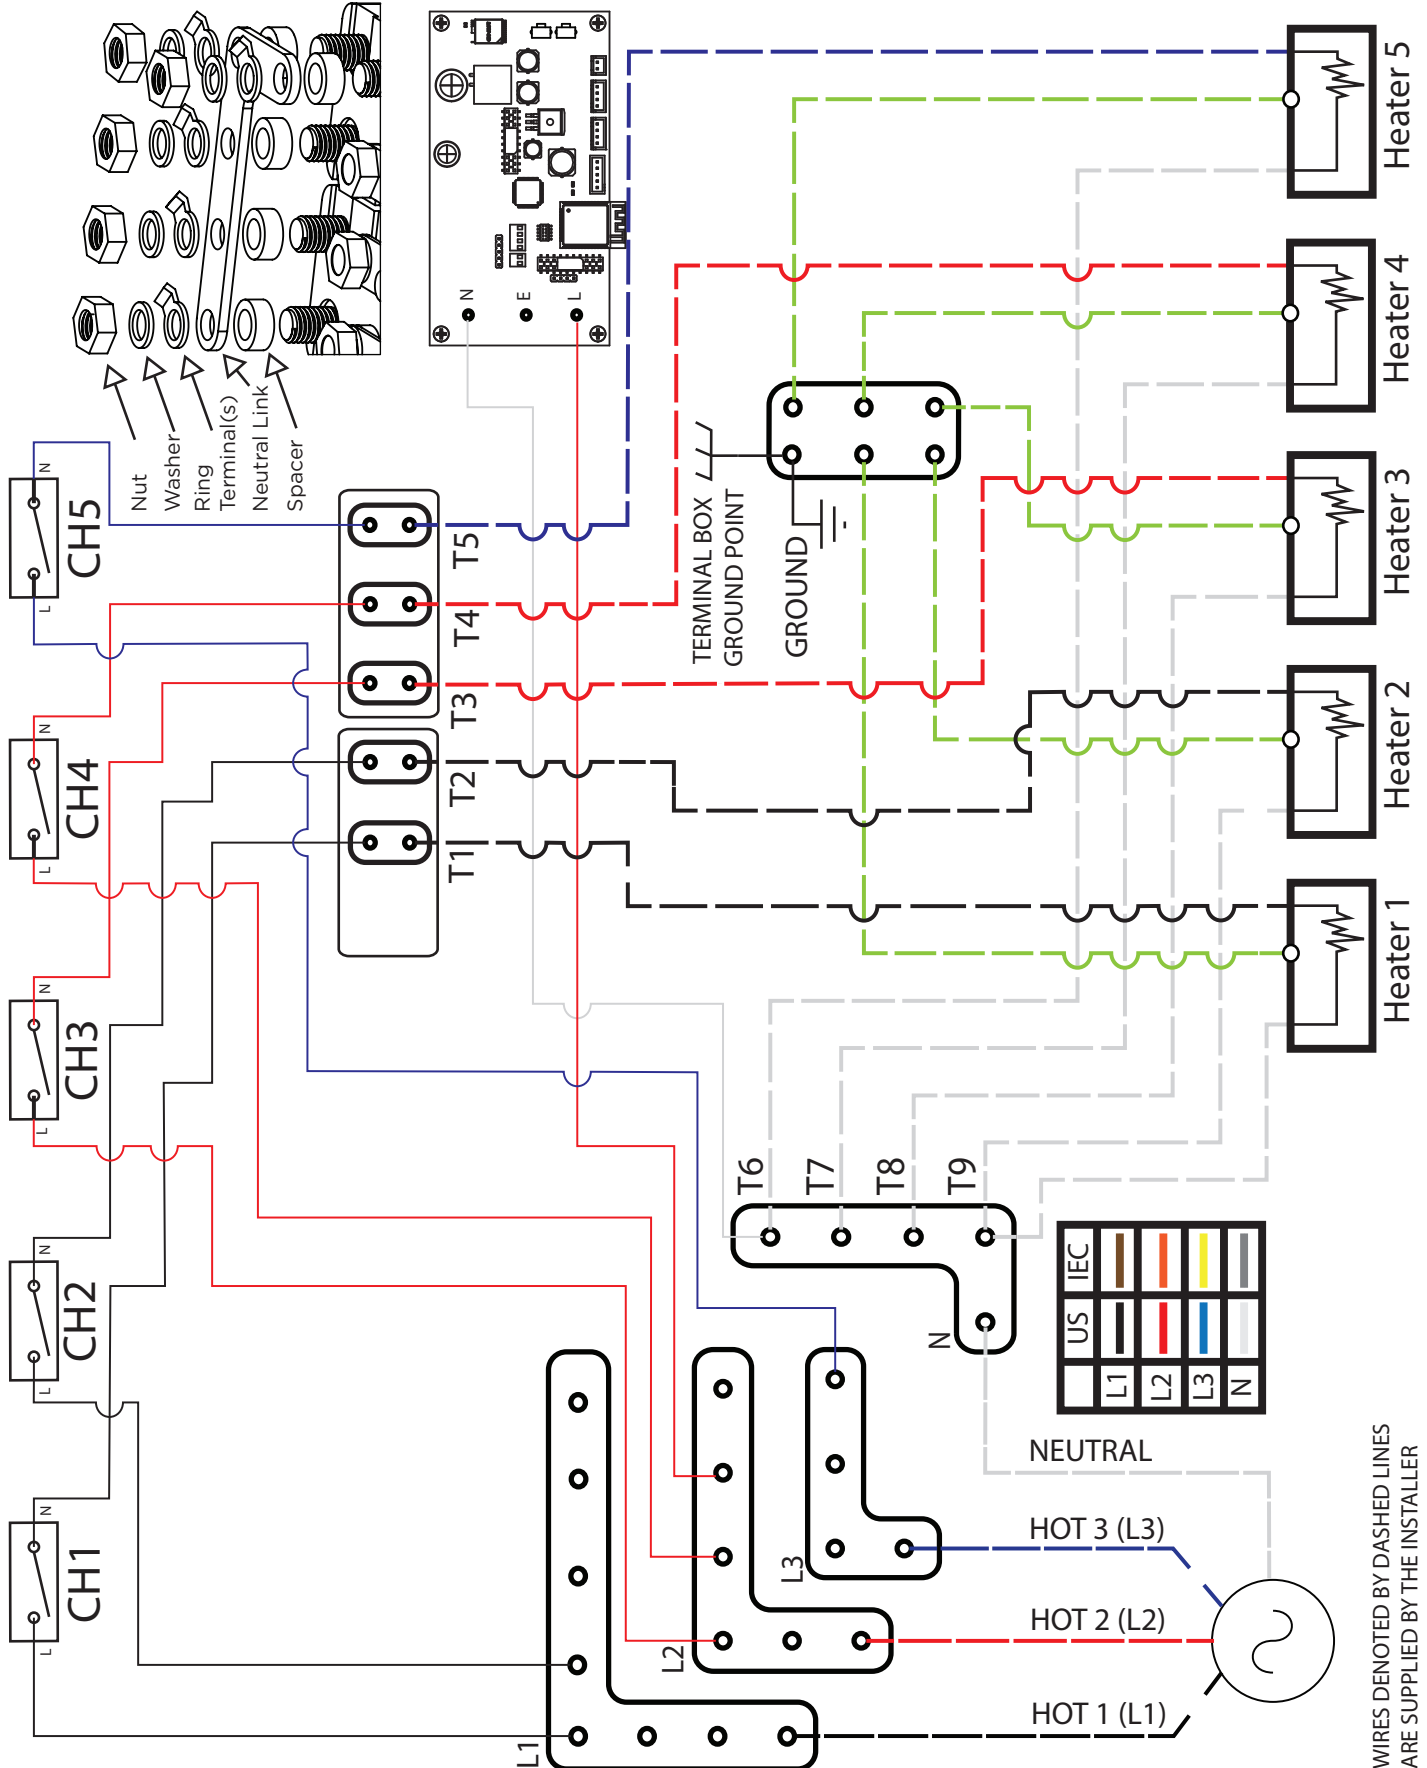 CH1
L
N
CH2
L
N
CH3
L
N
CH4
L
N
CH5
L
N
Nut
Washer
Ring
Terminal(s)
Neutral Link
Spacer
N
E
L
T1
T2
T3
T4
T5
TERMINAL BOX
GROUND POINT
GROUND
L1
L2
L3
N
T6
T7
T8
T9
HOT 1 (L1)
HOT 2 (L2)
HOT 3 (L3)
NEUTRAL
US IEC
L1
L2
L3
N
Heater 1
Heater 2
Heater 3
Heater 4
Heater 5
WIRES DENOTED BY DASHED LINES
ARE SUPPLIED BY THE INSTALLER